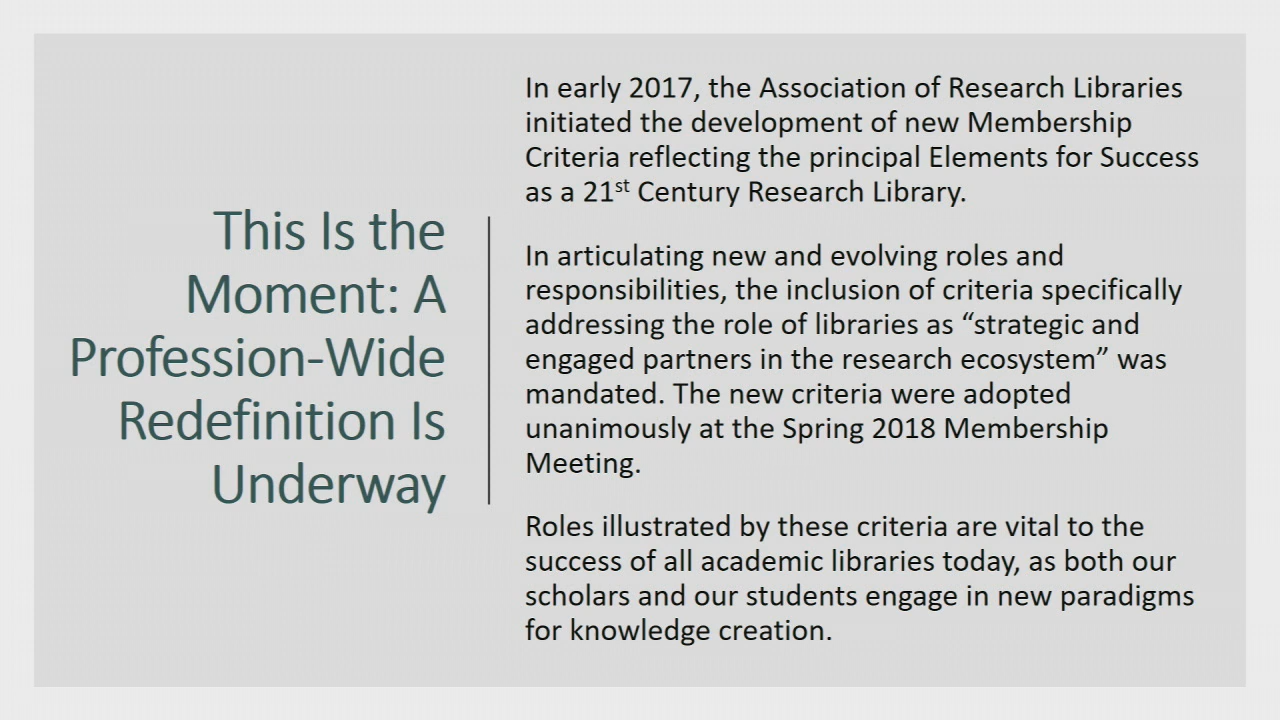 This Is the
Moment: A
Profession-Wide
Redefinition Is
Underway
In early 2017, the Association of Research Libraries
initiated the development of new Membership
Criteria reflecting the principal Elements for Success
as a 21st Century Research Library.
In articulating new and evolving roles and
responsibilities, the inclusion of criteria specifically
addressing the role of libraries as “strategic and
engaged partners in the research ecosystem” was
mandated. The new criteria were adopted
unanimously at the Spring 2018 Membership
Meeting.
Roles illustrated by these criteria are vital to the
success of all academic libraries today, as both our
scholars and our students engage in new paradigms
for knowledge creation.